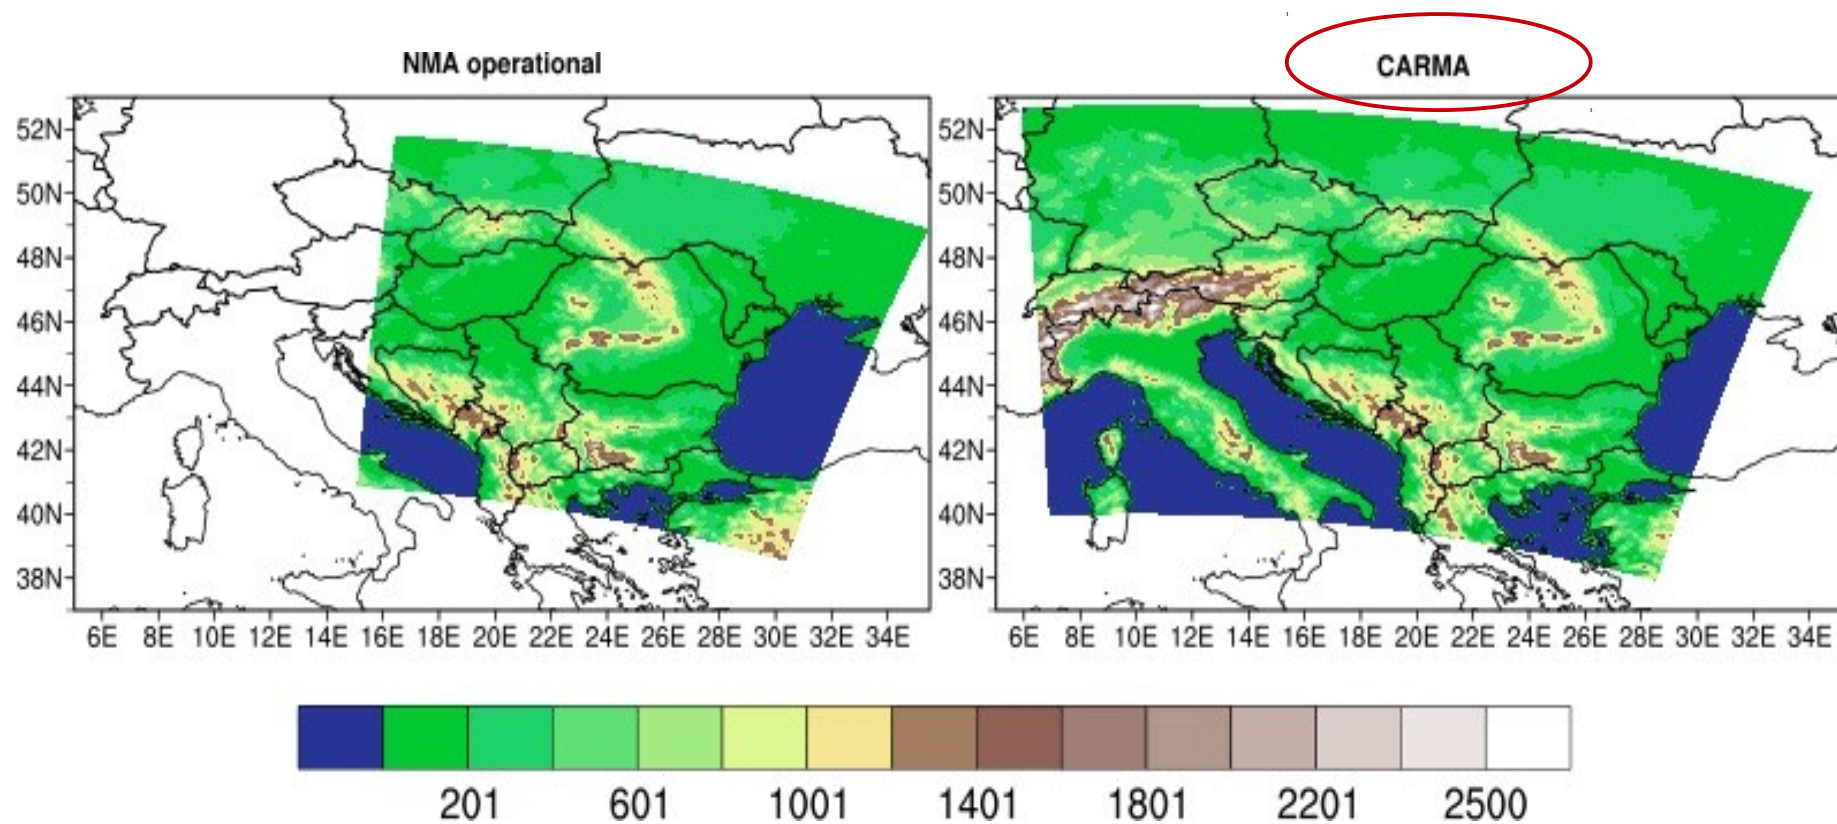 NMA operational
CARMA
52N
50N
48N
46N
44N
42N
40N
38N
6E 8E 10E 12E 14E 16E 18E 20E 22E 24E 26E 28E 30E 32E 34E
52N
50N
48N
46N
44N
42N
40N
38N
6E 8E 10E 12E 14E 16E 18E 20E 22E 24E 26E 28E 30E 32E 34E
201 601 1001 1401 1801 2201 2500